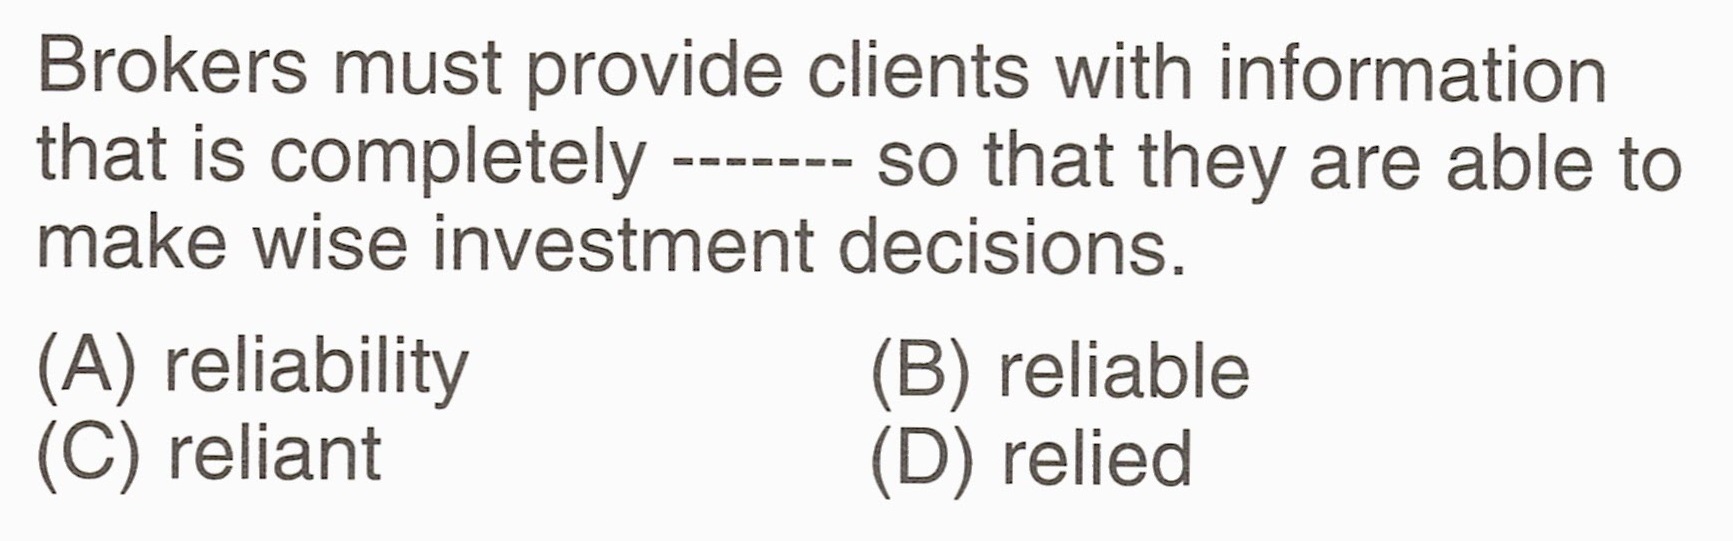 Brokers must provide clients with information
that is completely ------- so that they are able to
make wise investment decisions.
(A) reliability (B) reliable
(C) reliant (D) relied